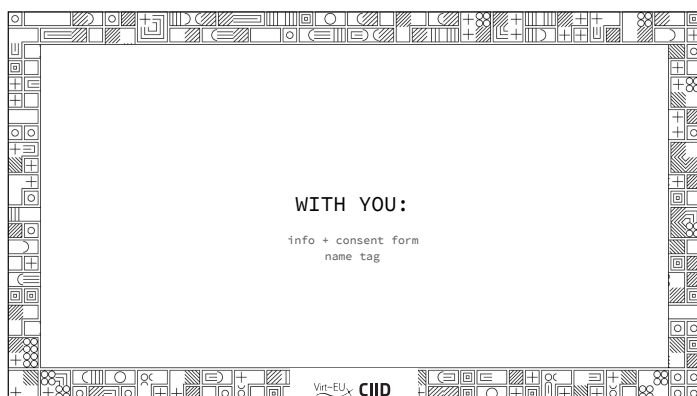 WITH YOU:
info + consent form
name tag
Virt-EU CIID